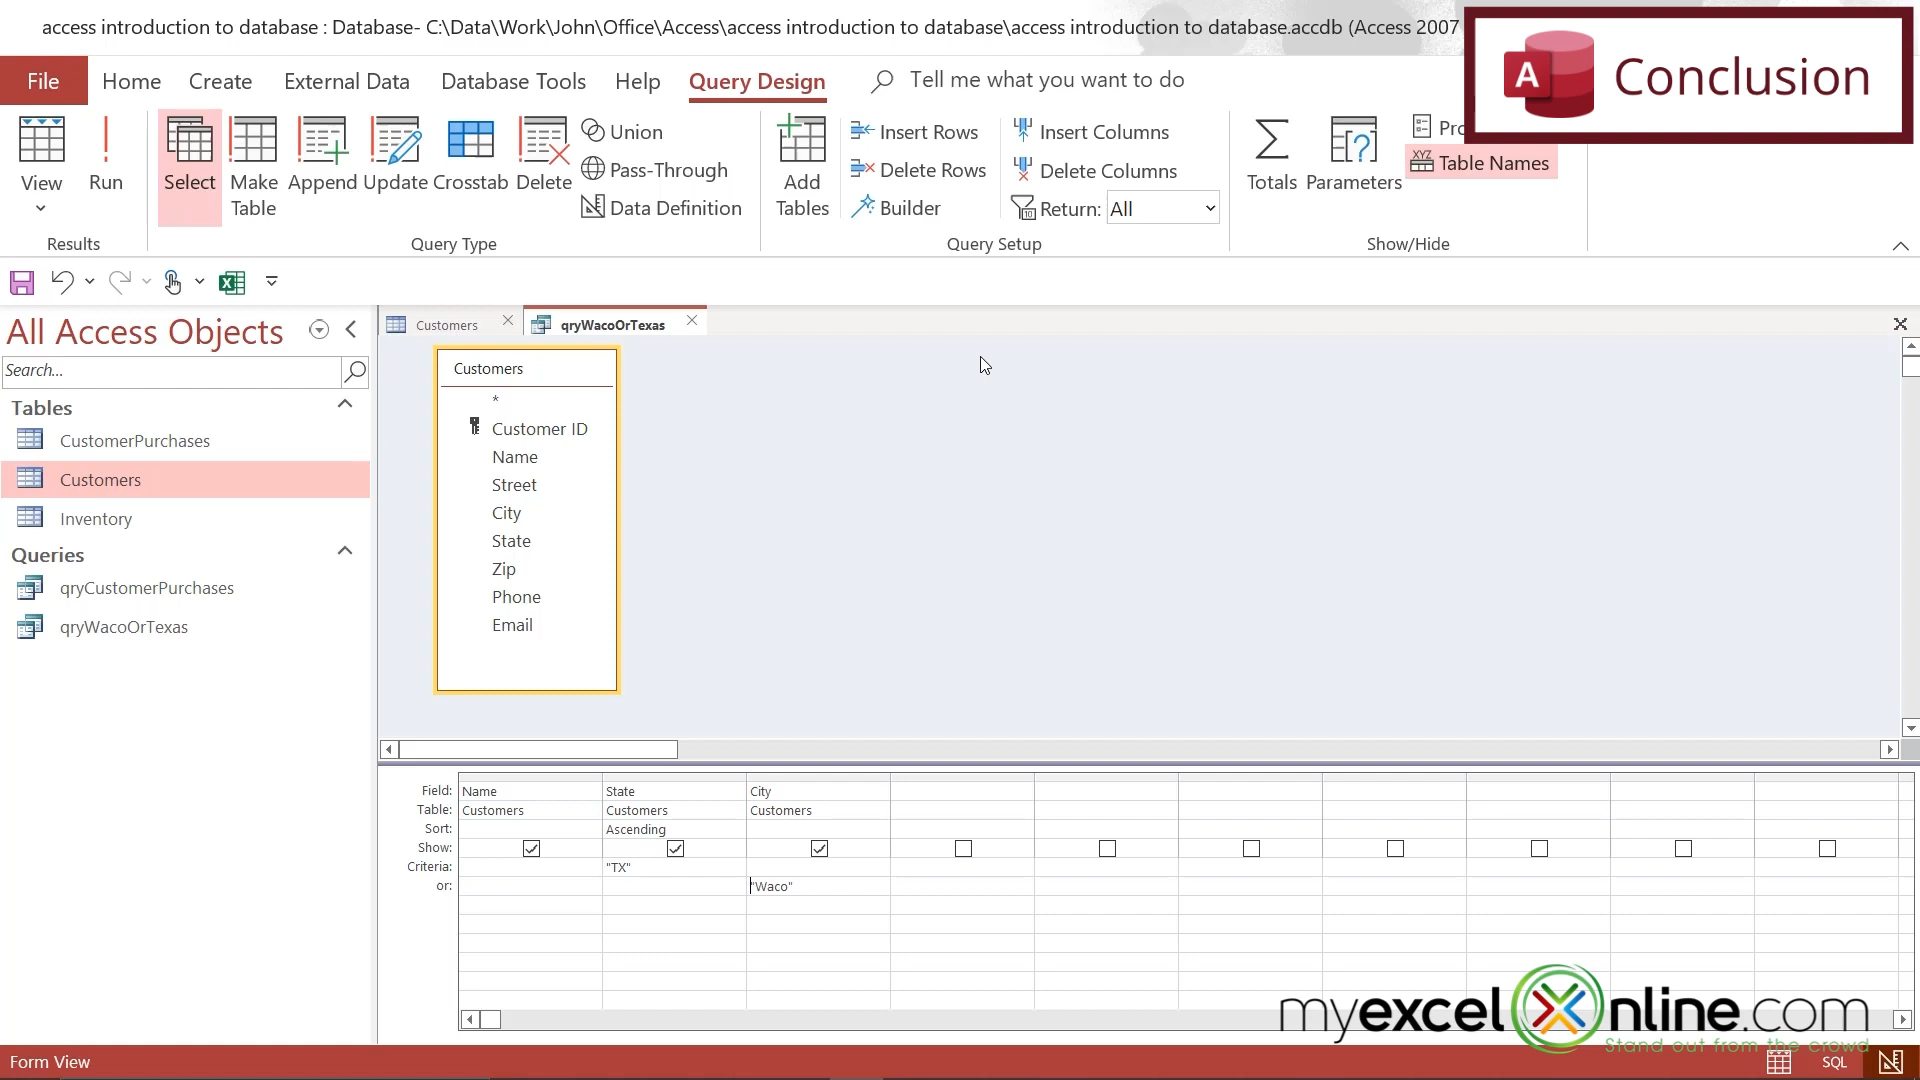 access introduction to database : Database- C:\Data\Work\John\Office\Access\access introduction to database\access introduction to database.accdb (Access 2007
Conclusion
File Home Create External Data Database Tools Help Query Design Tell me what you want to do
View
Run
Results
Select
Make Table
Append
Update
Crosstab
Delete
Union
Pass-Through
Data Definition
Query Type
Add Tables
Insert Rows
Delete Rows
Builder
Insert Columns
Delete Columns
Return: All
Query Setup
Totals
Parameters
Table Names
Show/Hide
All Access Objects
Search...
Tables
CustomerPurchases
Customers
Inventory
Queries
qryCustomerPurchases
qryWacoOrTexas
Customers qryWacoOrTexas
Customers
*
Customer ID
Name
Street
City
State
Zip
Phone
Email
Field: Name State City
Table: Customers Customers Customers
Sort: Ascending
Show:
Criteria: "TX"
or: "Waco"
myexcelonline.com
Stand out from the crowd
Form View SQL